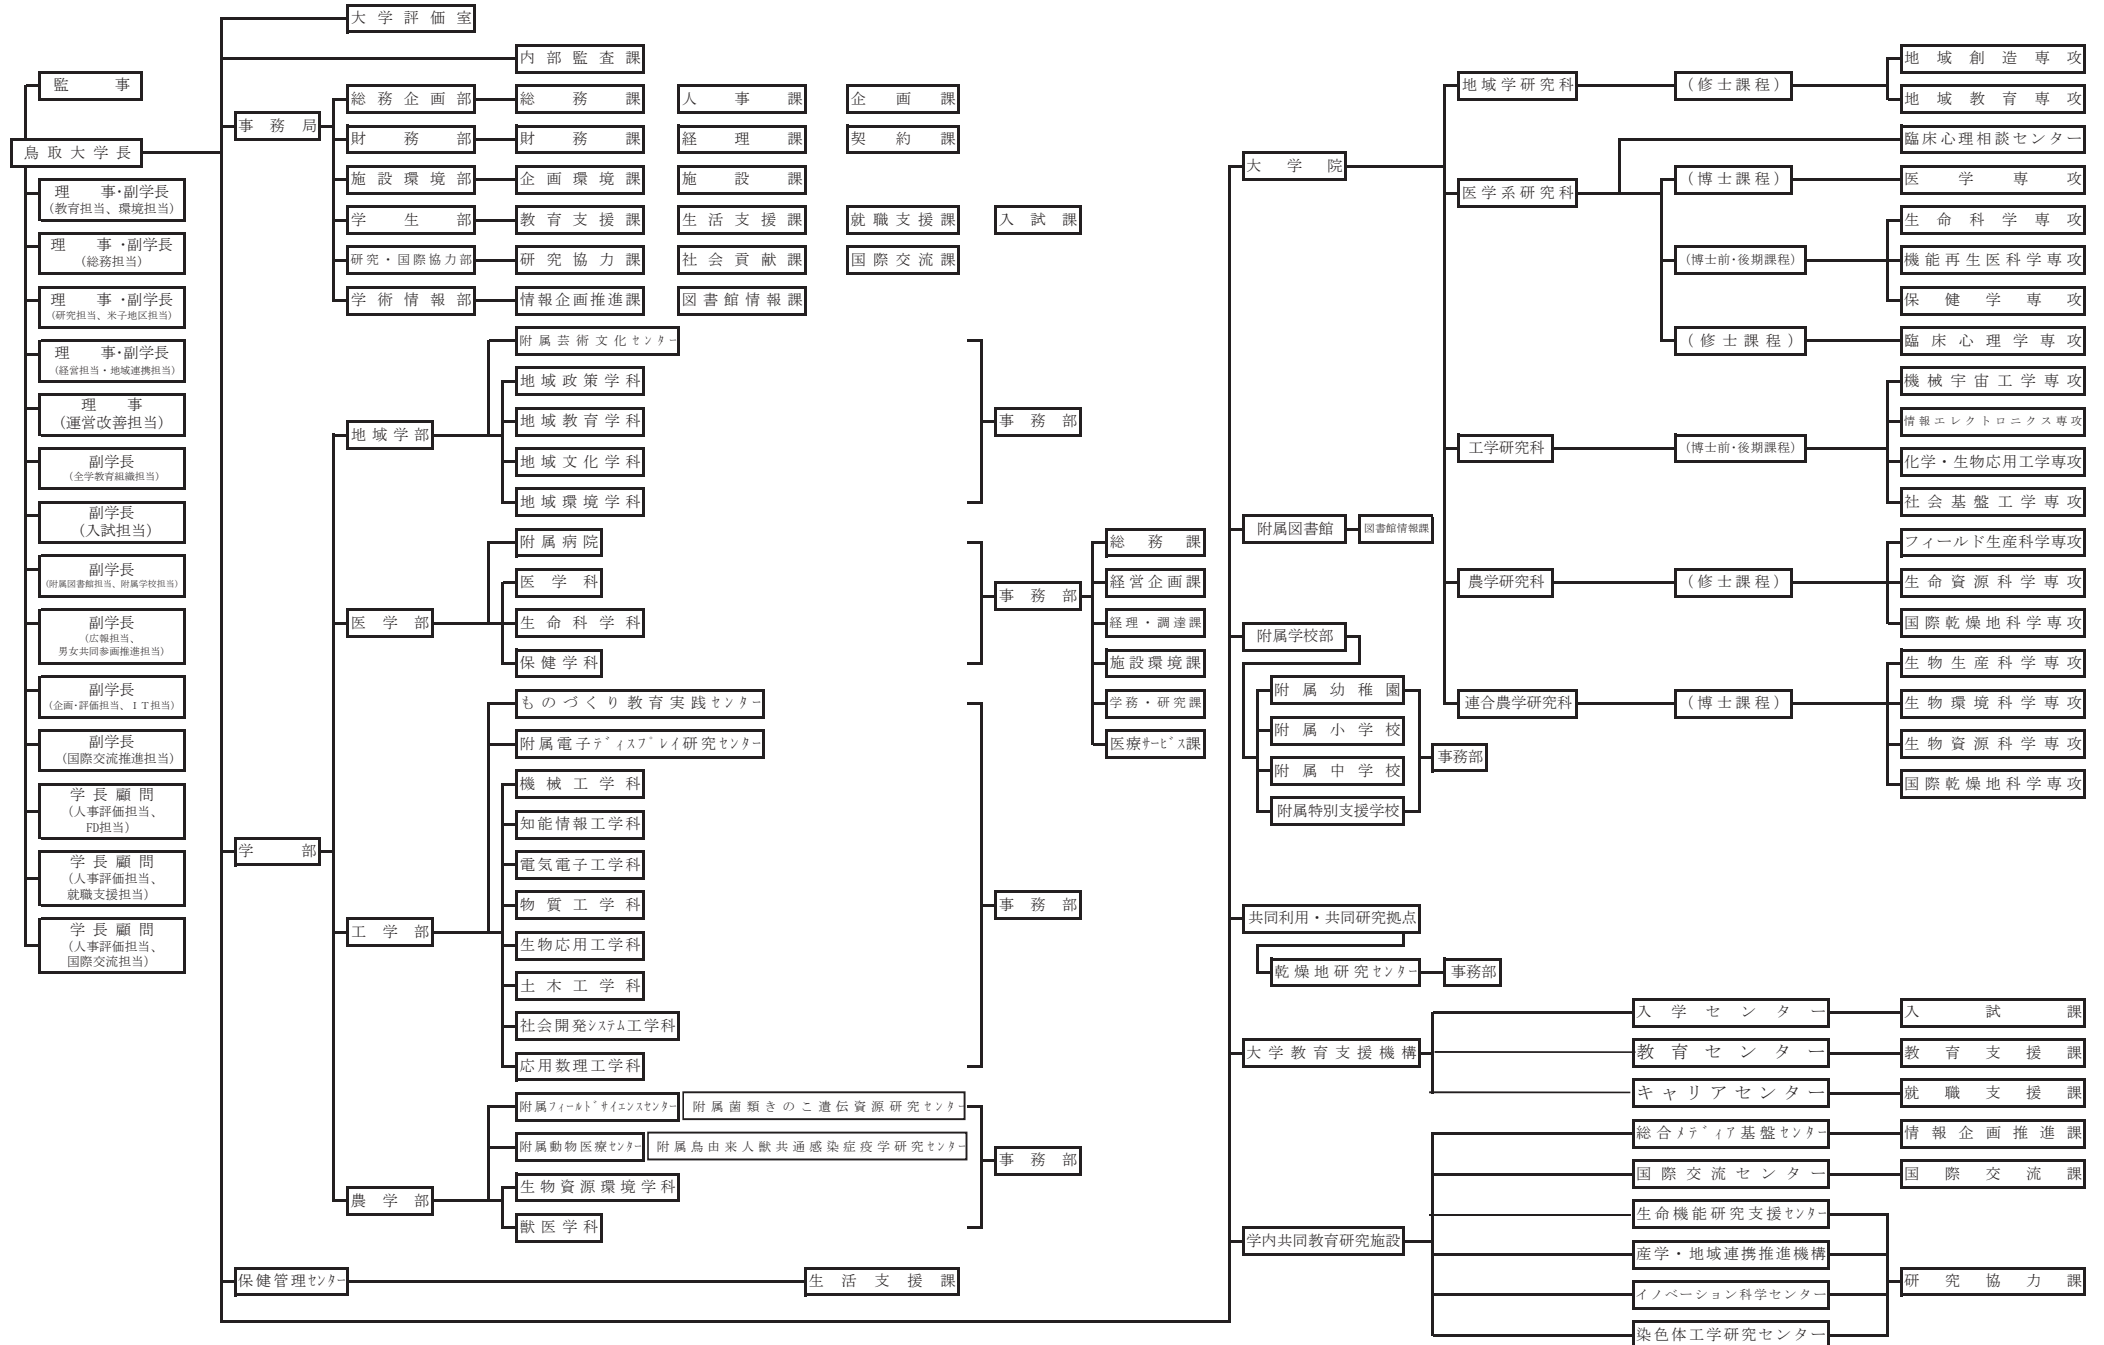 監事
鳥取大学長
理事・副学長
(教育担当、環境担当)
理事・副学長
(総務担当)
理事・副学長
(研究担当、米子地区担当)
理事・副学長
(経営担当・地域連携担当)
理事
(運営改善担当)
副学長
(全学教育組織担当)
副学長
(入試担当)
副学長
(附属図書館担当、附属学校担当)
副学長
(広報担当、
男女共同参画推進担当)
副学長
(企画・評価担当、IT担当)
副学長
(国際交流推進担当)
学長顧問
(人事評価担当、
FD担当)
学長顧問
(人事評価担当、
就職支援担当)
学長顧問
(人事評価担当、
国際交流担当)
大学評価室
内部監査課
事務局
総務企画部 総務課 人事課 企画課
財務部 財務課 経理課 契約課
施設環境部 企画環境課 施設課
学生部 教育支援課 生活支援課 就職支援課 入試課
研究・国際協力部 研究協力課 社会貢献課 国際交流課
学術情報部 情報企画推進課 図書館情報課
学部
地域学部
附属芸術文化センター
地域政策学科
地域教育学科
地域文化学科
地域環境学科
事務部
医学部
附属病院
医学科
生命科学科
保健学科
事務部
総務課
経営企画課
経理・調達課
施設環境課
学務・研究課
医療サービス課
工学部
ものづくり教育実践センター
附属電子ディスプレイ研究センター
機械工学科
知能情報工学科
電気電子工学科
物質工学科
生物応用工学科
土木工学科
社会開発システム工学科
応用数理工学科
事務部
農学部
附属フィールドサイエンスセンター 附属菌類きのこ遺伝資源研究センター
附属動物医療センター 附属鳥由来人獣共通感染症疫学研究センター
生物資源環境学科
獣医学科
事務部
保健管理センター 生活支援課
大学院
地域学研究科 (修士課程)
地域創造専攻
地域教育専攻
医学系研究科
臨床心理相談センター
(博士課程) 医学専攻
(博士前・後期課程)
生命科学専攻
機能再生医科学専攻
保健学専攻
(修士課程) 臨床心理学専攻
工学研究科 (博士前・後期課程)
機械宇宙工学専攻
情報エレクトロニクス専攻
化学・生物応用工学専攻
社会基盤工学専攻
農学研究科 (修士課程)
フィールド生産科学専攻
生命資源科学専攻
国際乾燥地科学専攻
連合農学研究科 (博士課程)
生物生産科学専攻
生物環境科学専攻
生物資源科学専攻
国際乾燥地科学専攻
附属図書館 図書館情報課
附属学校部
附属幼稚園
附属小学校
附属中学校
附属特別支援学校
事務部
共同利用・共同研究拠点
乾燥地研究センター 事務部
大学教育支援機構
入学センター 入試課
教育センター 教育支援課
キャリアセンター 就職支援課
学内共同教育研究施設
総合メディア基盤センター 情報企画推進課
国際交流センター 国際交流課
生命機能研究支援センター
産学・地域連携推進機構
イノベーション科学センター
染色体工学研究センター
研究協力課